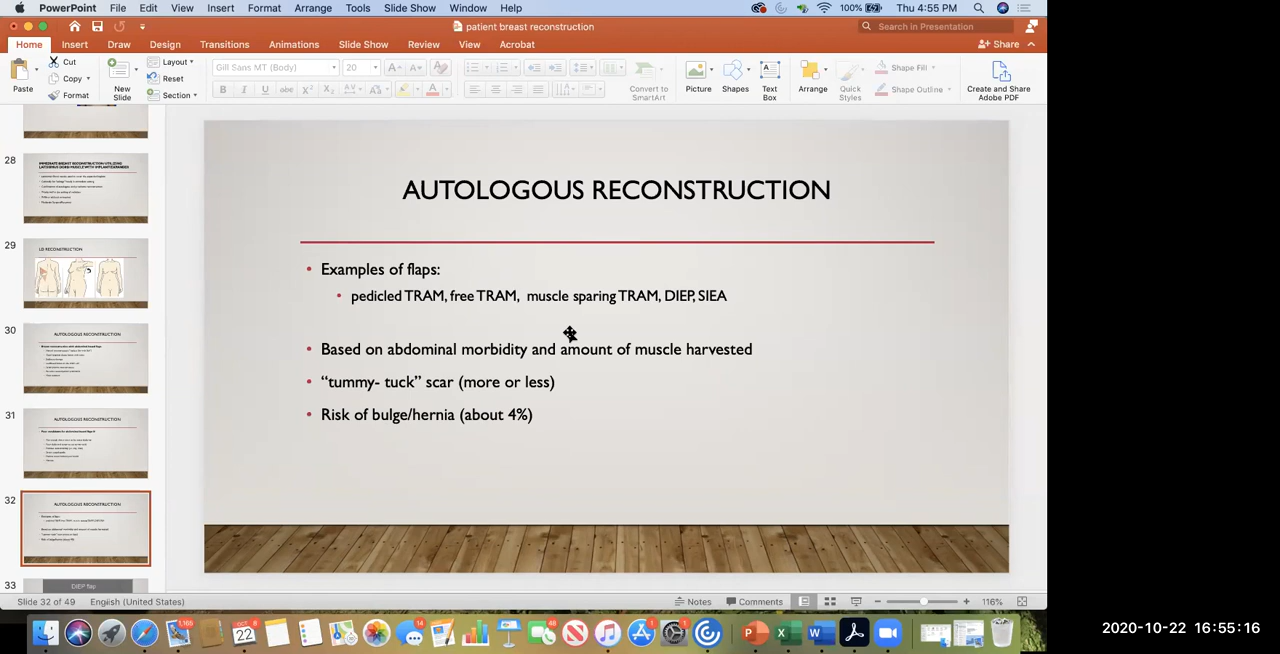 PowerPoint File Edit View Insert Format Arrange Tools Slide Show Window Help 100% Thu 4:55 PM
patient breast reconstruction
Search in Presentation
Home Insert Draw Design Transitions Animations Slide Show Review View Acrobat Share
Paste Cut Copy Format New Slide Layout Reset Section
Gill Sans MT (Body) 20
Convert to SmartArt Picture Shapes Text Box Arrange Quick Styles Shape Fill Shape Outline Create and Share Adobe PDF
28
29
LD RECONSTRUCTION
30
AUTOLOGOUS RECONSTRUCTION
31
AUTOLOGOUS RECONSTRUCTION
32
AUTOLOGOUS RECONSTRUCTION
33
DIEP flap
AUTOLOGOUS RECONSTRUCTION
• Examples of flaps:
• pedicled TRAM, free TRAM, muscle sparing TRAM, DIEP, SIEA
• Based on abdominal morbidity and amount of muscle harvested
• “tummy- tuck” scar (more or less)
• Risk of bulge/hernia (about 4%)
Slide 32 of 49 English (United States) Notes Comments 116%
OCT 22
2020-10-22 16:55:16